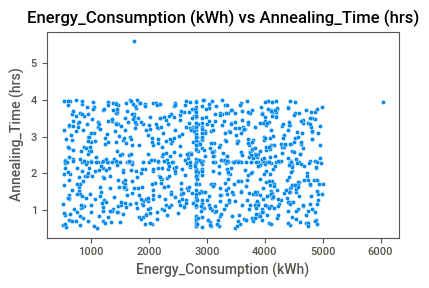 Energy_Consumption (kWh) vs Annealing_Time (hrs)
5
4
3
2
1
Annealing_Time (hrs)
1000 2000 3000 4000 5000 6000
Energy_Consumption (kWh)